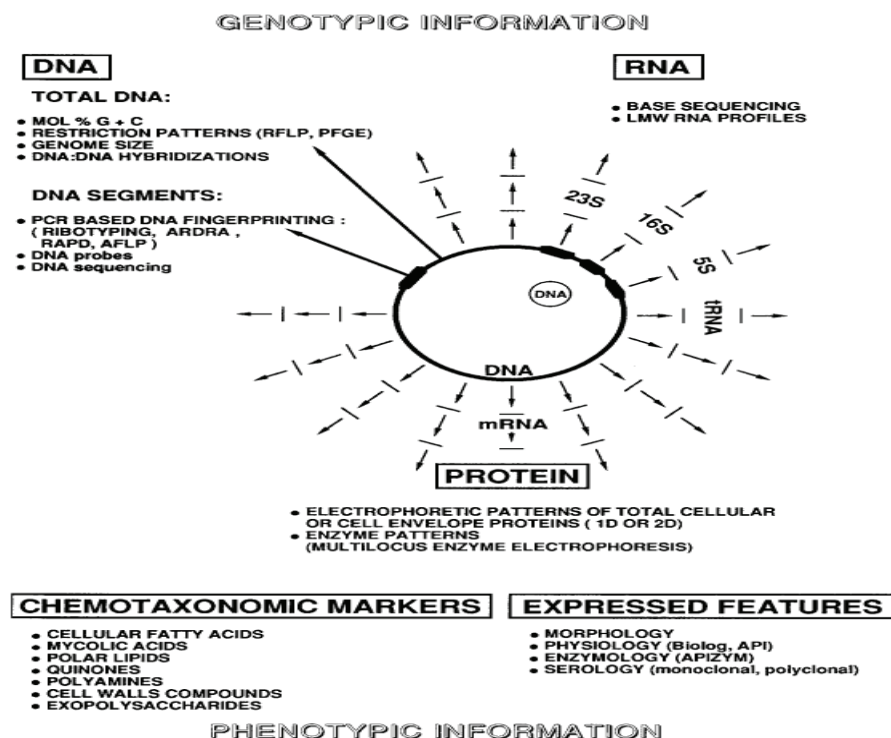 GENOTYPIC INFORMATION
DNA
TOTAL DNA:
• MOL % G + C
• RESTRICTION PATTERNS (RFLP, PFGE)
• GENOME SIZE
• DNA:DNA HYBRIDIZATIONS
DNA SEGMENTS:
• PCR BASED DNA FINGERPRINTING :
( RIBOTYPING, ARDRA ,
RAPD, AFLP )
• DNA probes
• DNA sequencing
RNA
• BASE SEQUENCING
• LMW RNA PROFILES
23S
16S
5S
tRNA
DNA
DNA
mRNA
PROTEIN
• ELECTROPHORETIC PATTERNS OF TOTAL CELLULAR
OR CELL ENVELOPE PROTEINS ( 1D OR 2D)
• ENZYME PATTERNS
(MULTILOCUS ENZYME ELECTROPHORESIS)
CHEMOTAXONOMIC MARKERS
• CELLULAR FATTY ACIDS
• MYCOLIC ACIDS
• POLAR LIPIDS
• QUINONES
• POLYAMINES
• CELL WALLS COMPOUNDS
• EXOPOLYSACCHARIDES
EXPRESSED FEATURES
• MORPHOLOGY
• PHYSIOLOGY (Biolog, API)
• ENZYMOLOGY (APIZYM)
• SEROLOGY (monoclonal, polyclonal)
PHENOTYPIC INFORMATION